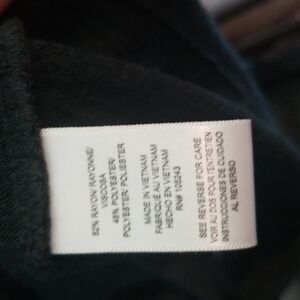 52% RAYON/ RAYONNE/
VISCOSA
48% POLYESTER/
POLYESTER/ POLIESTER
MADE IN VIETNAM
FABRIQUÉ AU VIETNAM
HECHO EN VIETNAM
RN# 105243
SEE REVERSE FOR CARE
VOIR AU DOS POUR L'ENTRETIEN
INSTRUCCIONES DE CUIDADO
AL REVERSO